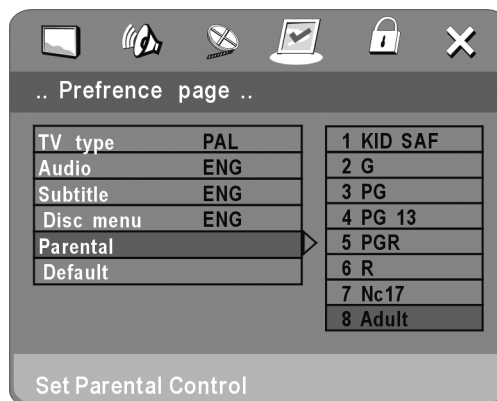 .. Prefrence page ..
TV type PAL
Audio ENG
Subtitle ENG
Disc menu ENG
Parental
Default
1 KID SAF
2 G
3 PG
4 PG 13
5 PGR
6 R
7 Nc17
8 Adult
Set Parental Control